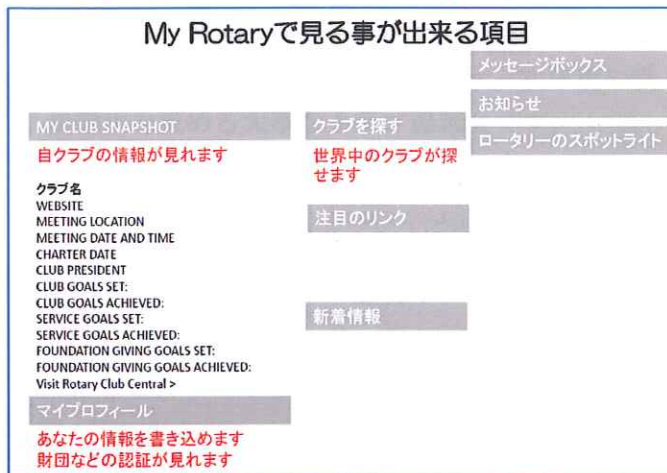 My Rotaryで見る事が出来る項目
メッセージボックス
お知らせ
ロータリーのスポットライト
MY CLUB SNAPSHOT
自クラブの情報が見れます
クラブ名
WEBSITE
MEETING LOCATION
MEETING DATE AND TIME
CHARTER DATE
CLUB PRESIDENT
CLUB GOALS SET:
CLUB GOALS ACHIEVED:
SERVICE GOALS SET:
SERVICE GOALS ACHIEVED:
FOUNDATION GIVING GOALS SET:
FOUNDATION GIVING GOALS ACHIEVED:
Visit Rotary Club Central >
マイプロフィール
あなたの情報を書き込めます
財団などの認証が見れます
クラブを探す
世界中のクラブが探
せます
注目のリンク
新着情報